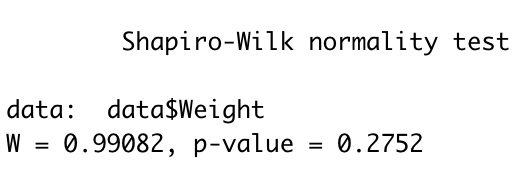 Shapiro-Wilk normality test
data:  data$Weight
W = 0.99082, p-value = 0.2752